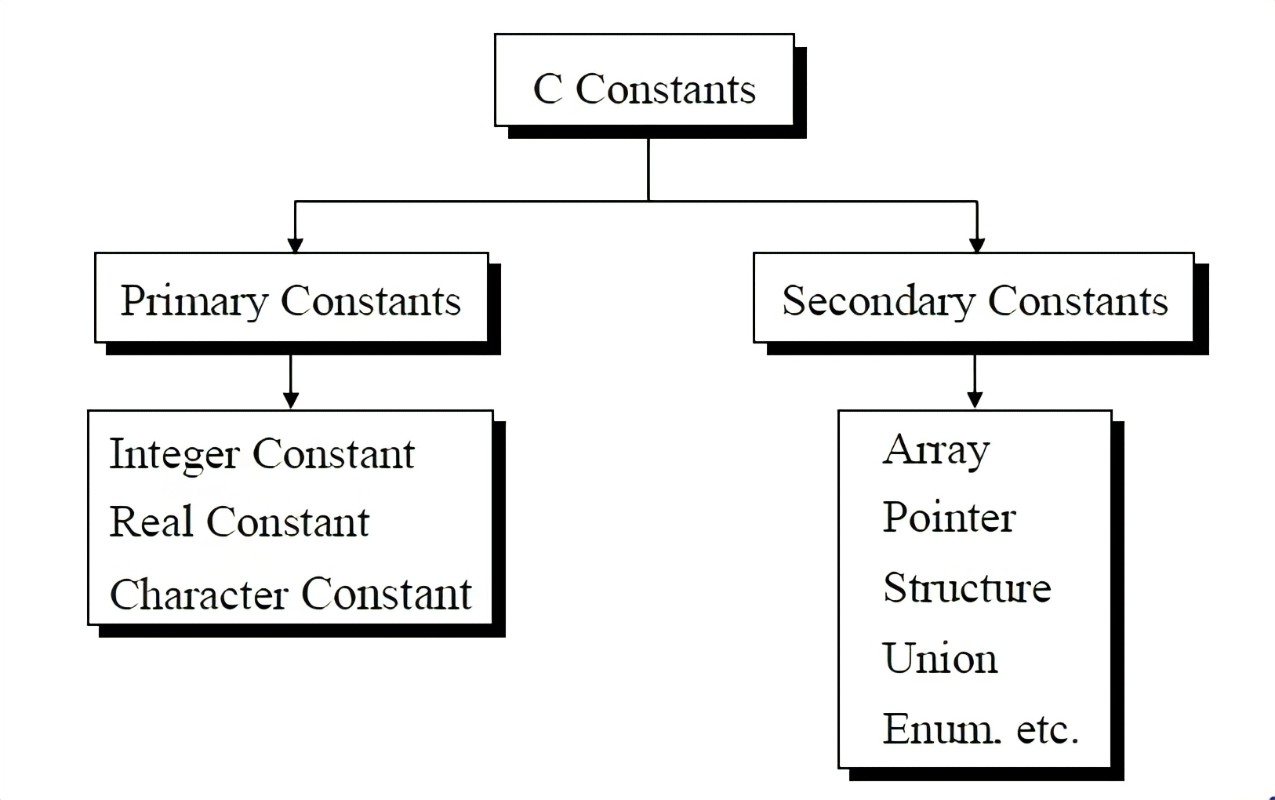 C Constants
Primary Constants
Secondary Constants
Integer Constant
Real Constant
Character Constant
Array
Pointer
Structure
Union
Enum. etc.